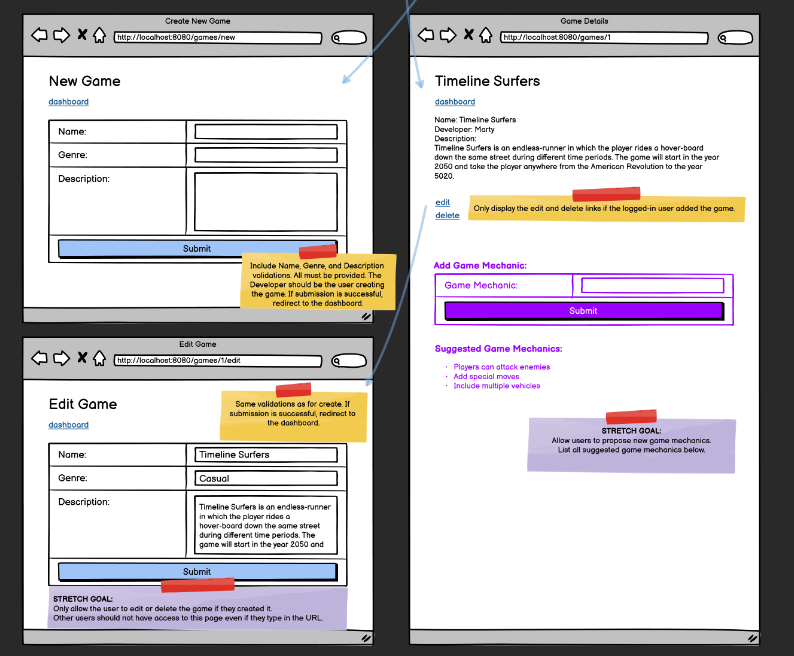 Create New Game
http://localhost:8080/games/new
New Game
dashboard
Name:
Genre:
Description:
Submit
Include Name, Genre, and Description
validations. All must be provided. The
Developer should be the user creating
the game. If submission is successful,
redirect to the dashboard.
Edit Game
http://localhost:8080/games/1/edit
Edit Game
dashboard
Same validations as for create. If
submission is successful, redirect to
the dashboard.
Name: Timeline Surfers
Genre: Casual
Description:
Timeline Surfers is an endless-runner
in which the player rides a
hover-board down the same street
during different time periods. The
game will start in the year 2050 and
Submit
STRETCH GOAL:
Only allow the user to edit or delete the game if they created it.
Other users should not have access to this page even if they type in the URL.
Game Details
http://localhost:8080/games/1
Timeline Surfers
dashboard
Name: Timeline Surfers
Developer: Marty
Description:
Timeline Surfers is an endless-runner in which the player rides a hover-board
down the same street during different time periods. The game will start in the year
2050 and take the player anywhere from the American Revolution to the year
5020.
edit
delete
Only display the edit and delete links if the logged-in user added the game.
Add Game Mechanic:
Game Mechanic:
Submit
Suggested Game Mechanics:
· Players can attack enemies
· Add special moves
· Include multiple vehicles
STRETCH GOAL:
Allow users to propose new game mechanics.
List all suggested game mechanics below.